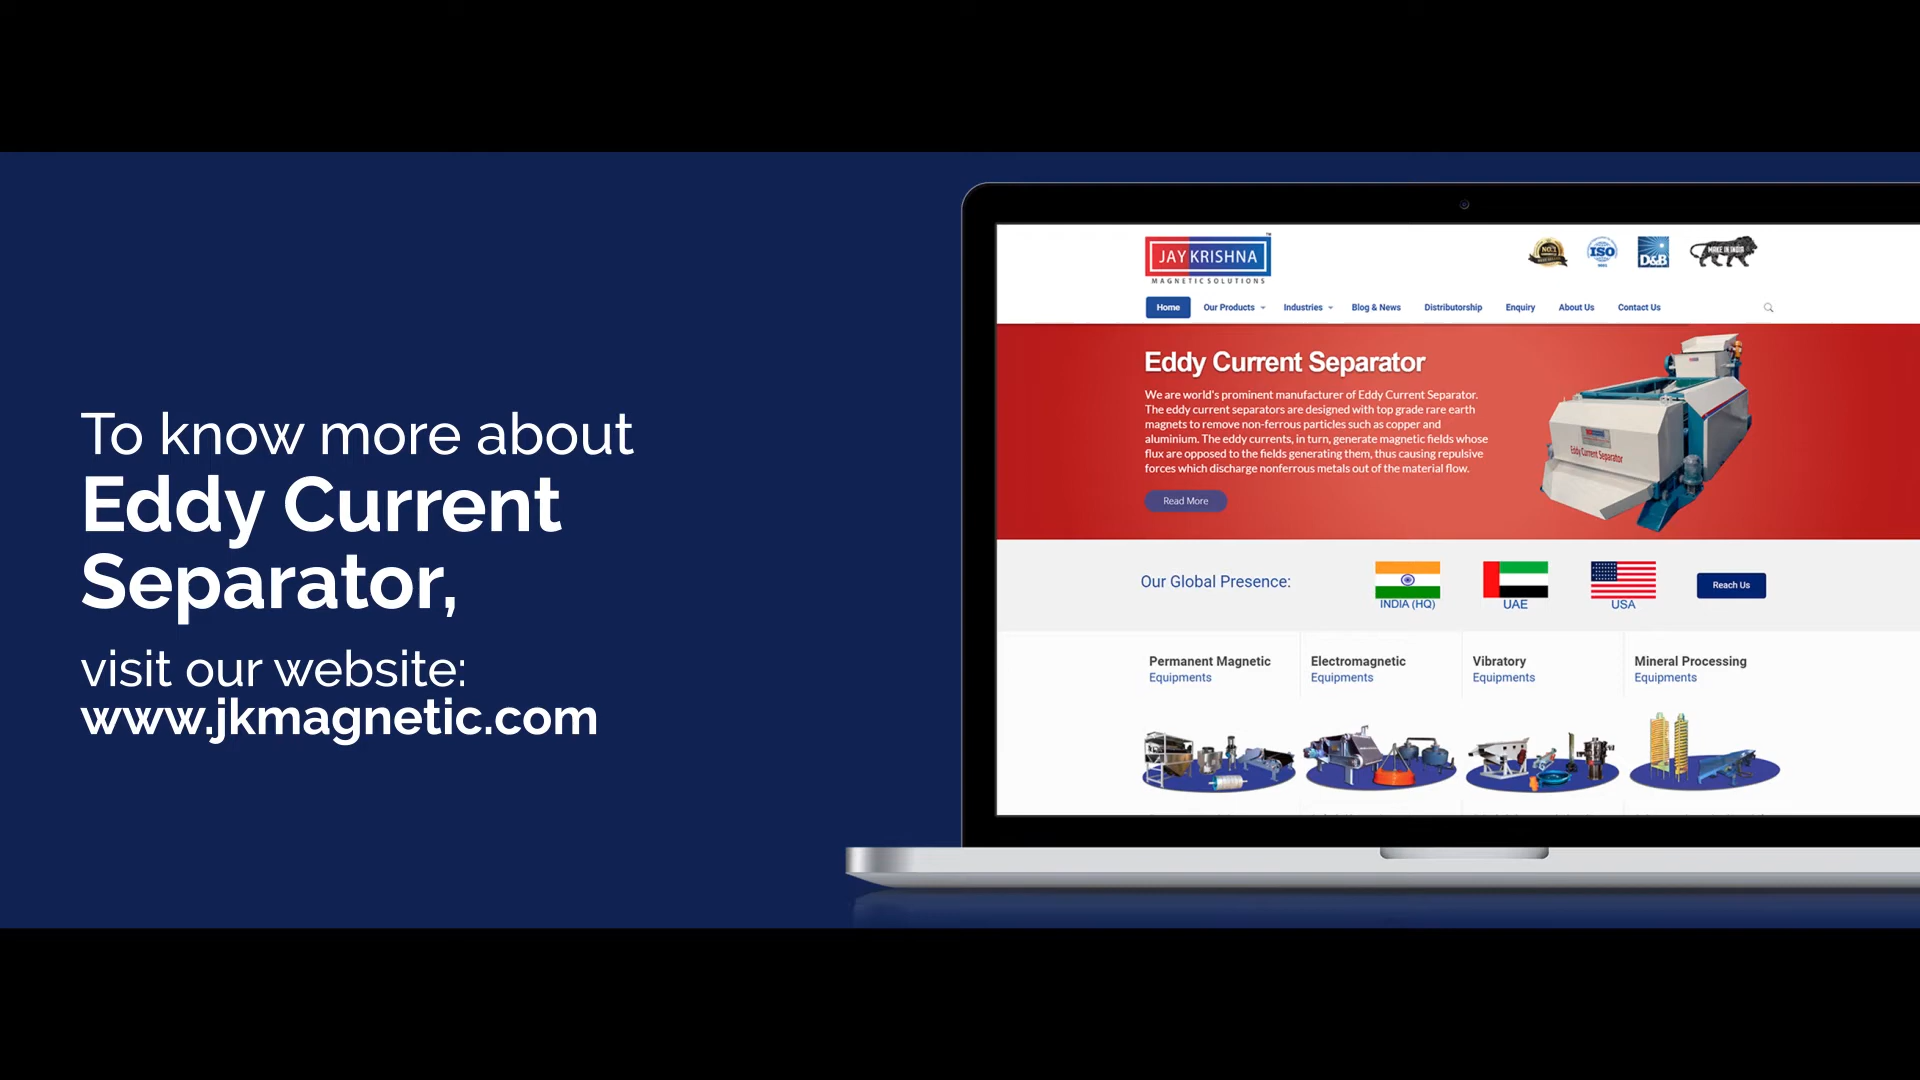 To know more about
Eddy Current
Separator,
visit our website:
www.jkmagnetic.com
JAY KRISHNA
TM
MAGNETIC SOLUTIONS
NO.1
ISO
D&B
MAKE IN INDIA
Home Our Products Industries Blog & News Distributorship Enquiry About Us Contact Us
Eddy Current Separator
We are world's prominent manufacturer of Eddy Current Separator.
The eddy current separators are designed with top grade rare earth
magnets to remove non-ferrous particles such as copper and
aluminium. The eddy currents, in turn, generate magnetic fields whose
flux are opposed to the fields generating them, thus causing repulsive
forces which discharge nonferrous metals out of the material flow.
Read More
Eddy Current Separator
Our Global Presence:
INDIA (HQ)
UAE
USA
Reach Us
Permanent Magnetic
Equipments
Electromagnetic
Equipments
Vibratory
Equipments
Mineral Processing
Equipments